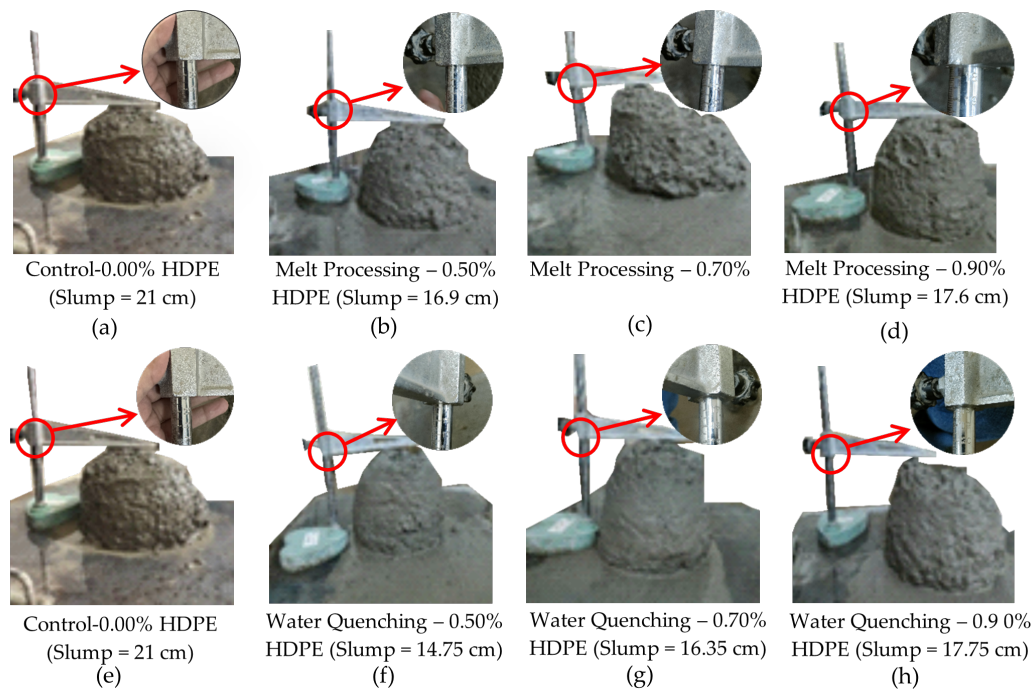 Control-0.00% HDPE
(Slump = 21 cm)
(a)
Melt Processing – 0.50%
HDPE (Slump = 16.9 cm)
(b)
Melt Processing – 0.70%
(c)
Melt Processing – 0.90%
HDPE (Slump = 17.6 cm)
(d)
Control-0.00% HDPE
(Slump = 21 cm)
(e)
Water Quenching – 0.50%
HDPE (Slump = 14.75 cm)
(f)
Water Quenching – 0.70%
HDPE (Slump = 16.35 cm)
(g)
Water Quenching – 0.9 0%
HDPE (Slump = 17.75 cm)
(h)